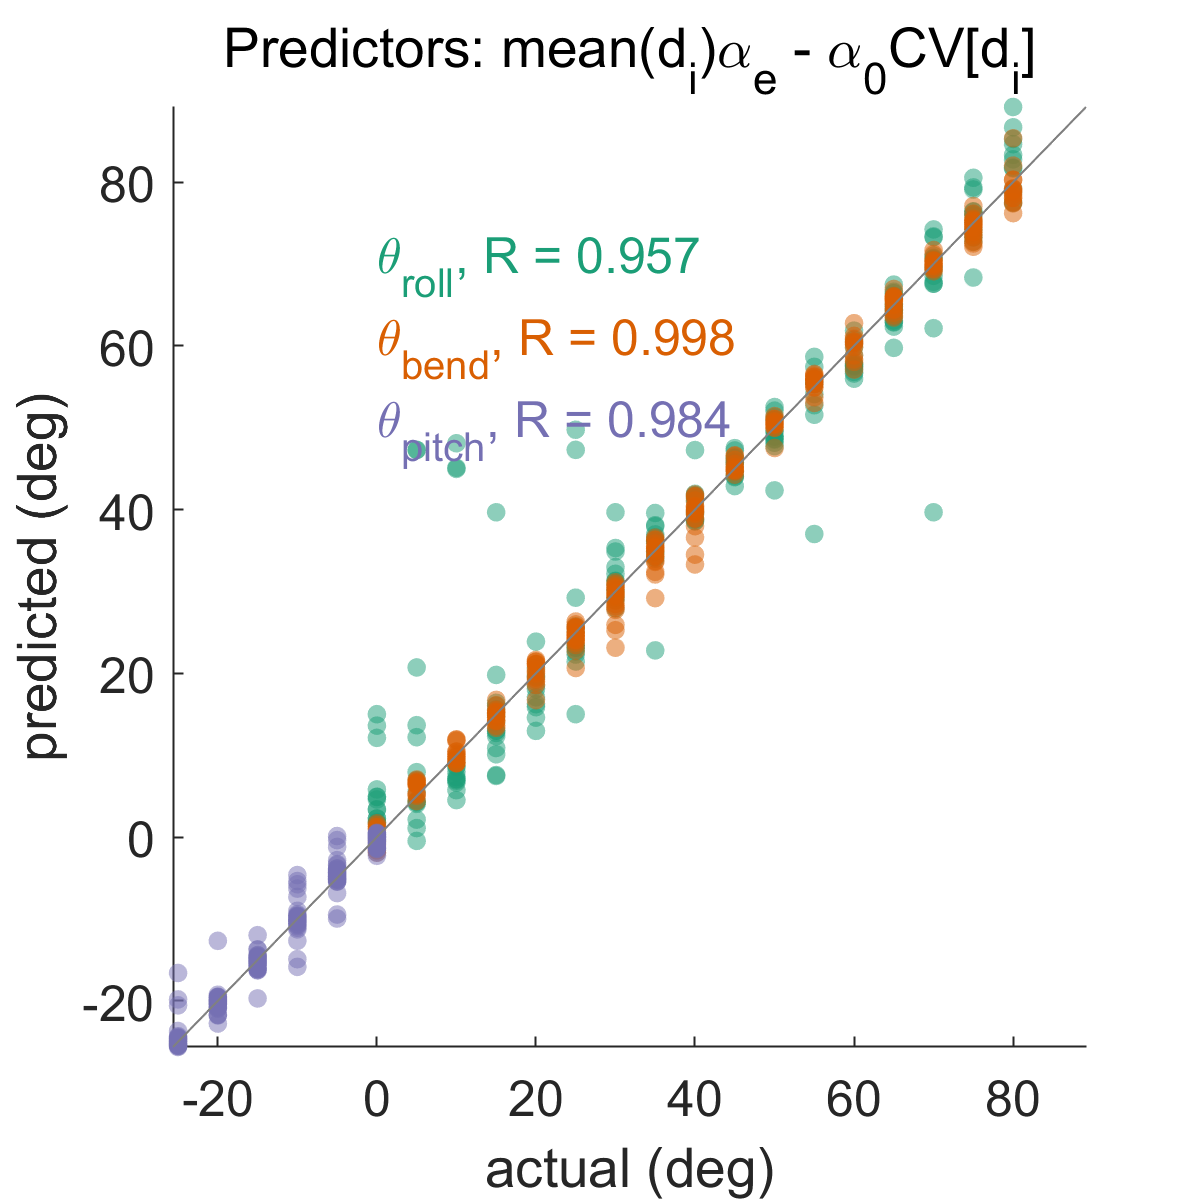 Predictors: mean(d_i)α_e - α_0CV[d_i]
θ_roll, R = 0.957
θ_bend, R = 0.998
θ_pitch, R = 0.984
predicted (deg)
80
60
40
20
0
-20
-20 0 20 40 60 80
actual (deg)